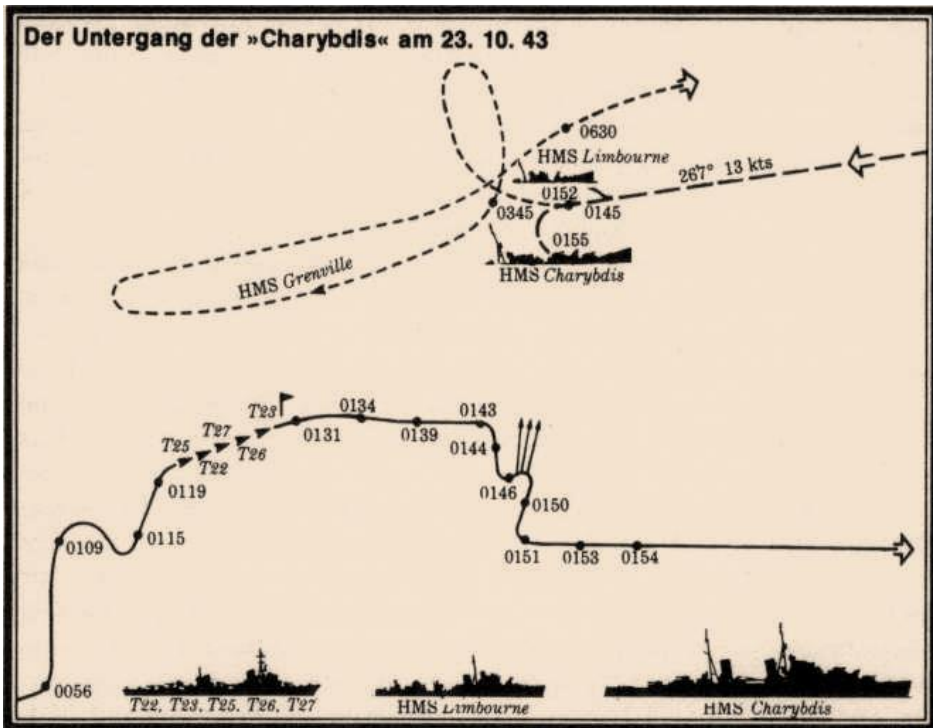 Der Untergang der »Charybdis« am 23. 10. 43
0630
HMS Limbourne
267° 13 kts
0152
0345
0145
0155
HMS Charybdis
HMS Grenville
T23
0134
0143
0131
0139
T27
T25
T26
T22
0144
0119
0146
0150
0109
0115
0151
0153
0154
0056
T22, T23, T25, T26, T27
HMS Limbourne
HMS Charybdis